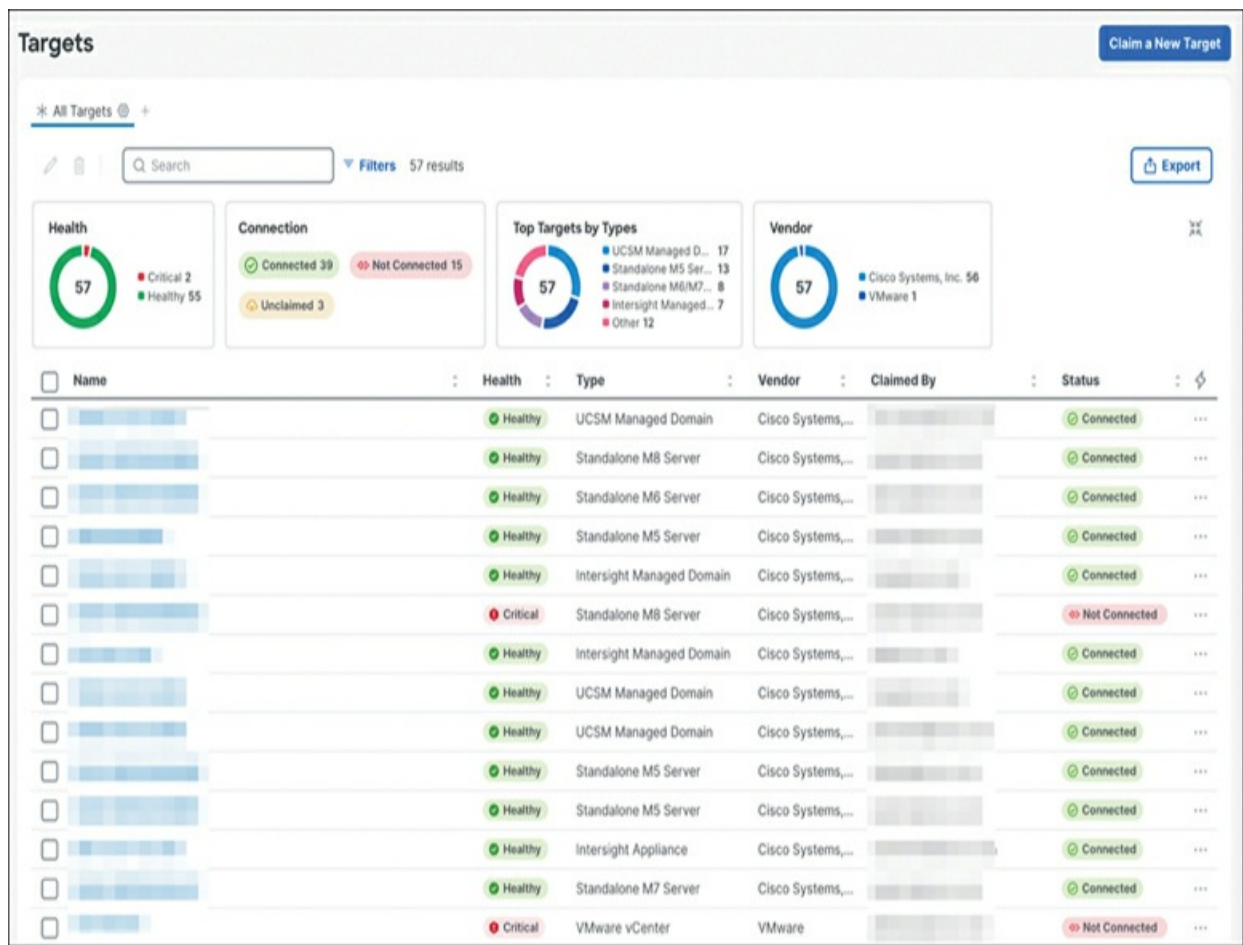 Targets
Claim a New Target
All Targets
Search
Filters
57 results
Export
Health
57
Critical 2
Healthy 55
Connection
Connected 39
Not Connected 15
Unclaimed 3
Top Targets by Types
57
UCSM Managed D... 17
Standalone M5 Ser... 13
Standalone M6/M7... 8
Intersight Managed... 7
Other 12
Vendor
57
Cisco Systems, Inc. 56
VMware 1
Name Health Type Vendor Claimed By Status
Healthy UCSM Managed Domain Cisco Systems,... Connected
Healthy Standalone M8 Server Cisco Systems,... Connected
Healthy Standalone M6 Server Cisco Systems,... Connected
Healthy Standalone M5 Server Cisco Systems,... Connected
Healthy Intersight Managed Domain Cisco Systems,... Connected
Critical Standalone M8 Server Cisco Systems,... Not Connected
Healthy Intersight Managed Domain Cisco Systems,... Connected
Healthy UCSM Managed Domain Cisco Systems,... Connected
Healthy UCSM Managed Domain Cisco Systems,... Connected
Healthy Standalone M5 Server Cisco Systems,... Connected
Healthy Standalone M5 Server Cisco Systems,... Connected
Healthy Intersight Appliance Cisco Systems,... Connected
Healthy Standalone M7 Server Cisco Systems,... Connected
Critical VMware vCenter VMware Not Connected